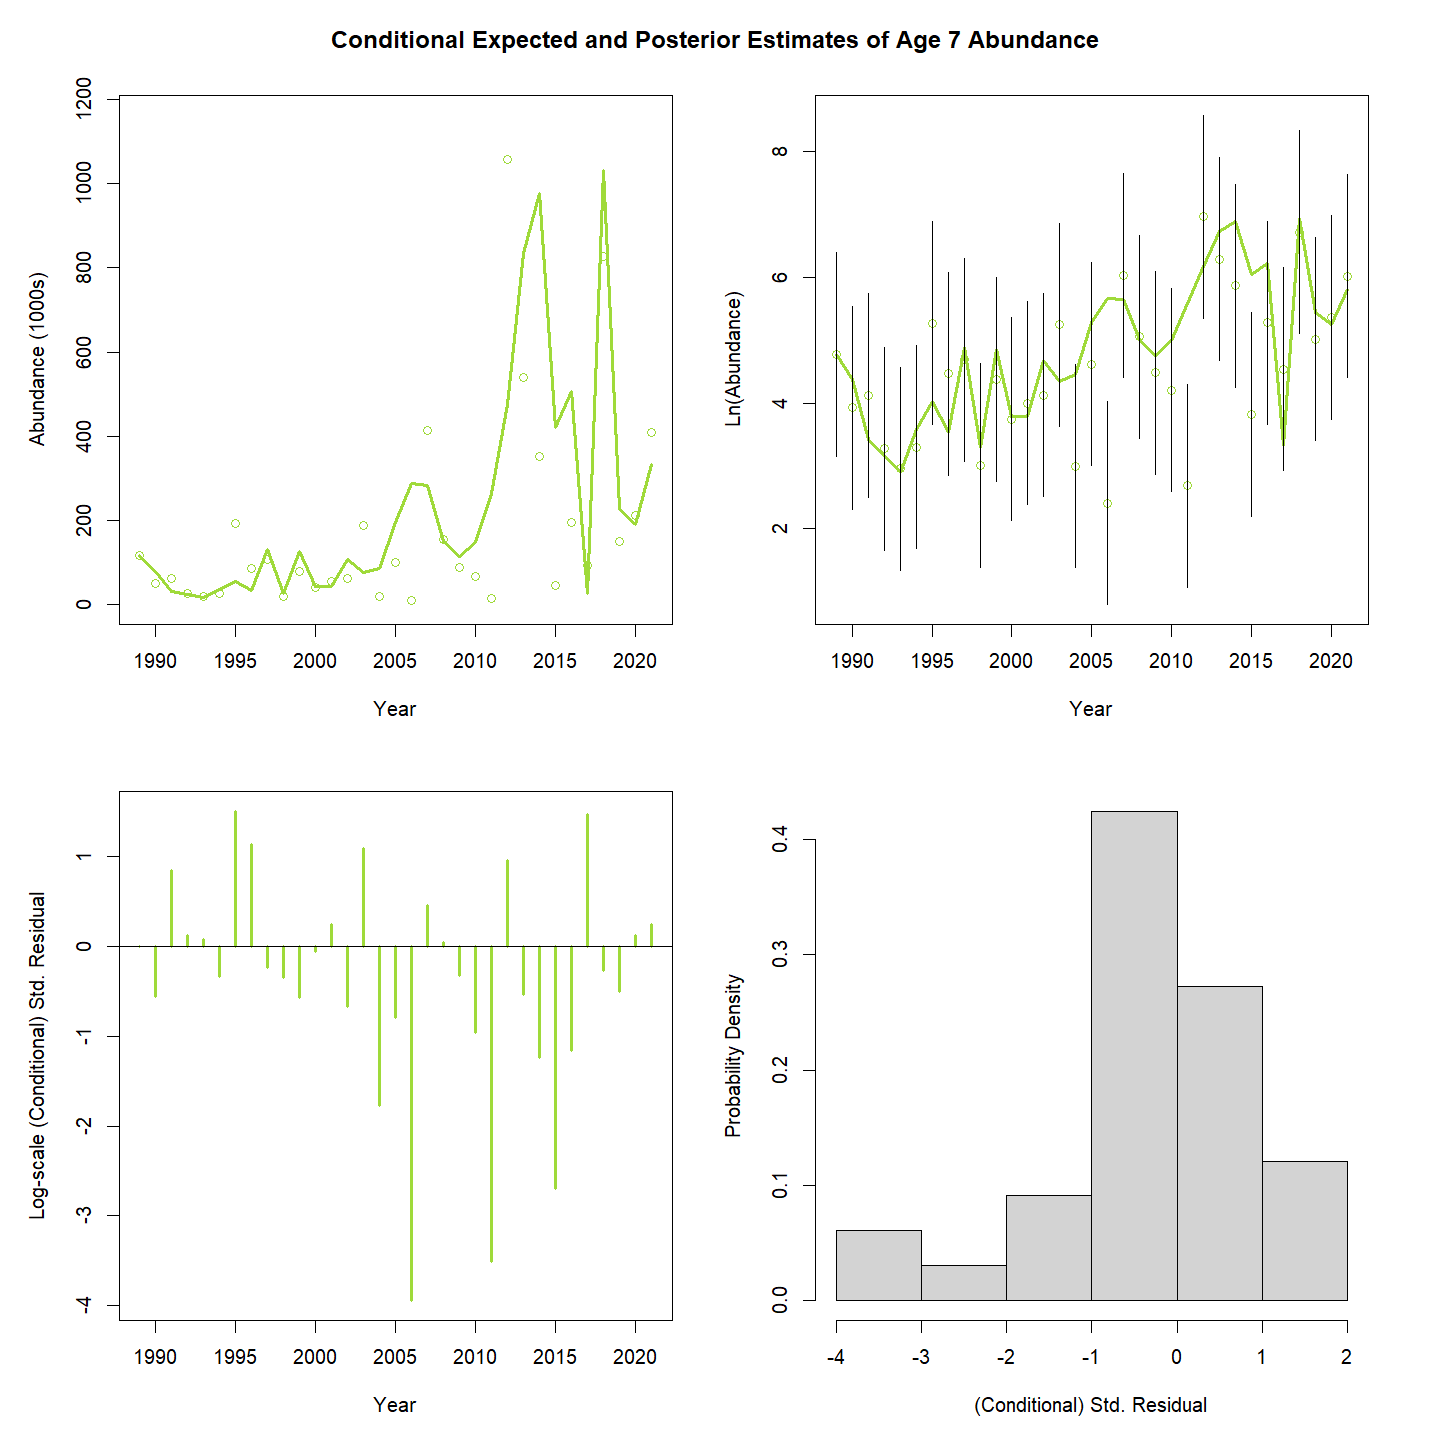 Conditional Expected and Posterior Estimates of Age 7 Abundance
Abundance (1000s)
0
200
400
600
800
1000
1200
1990 1995 2000 2005 2010 2015 2020
Year
Ln(Abundance)
2
4
6
8
1990 1995 2000 2005 2010 2015 2020
Year
Log-scale (Conditional) Std. Residual
-4
-3
-2
-1
0
1
1990 1995 2000 2005 2010 2015 2020
Year
Probability Density
0.0
0.1
0.2
0.3
0.4
-4 -3 -2 -1 0 1 2
(Conditional) Std. Residual